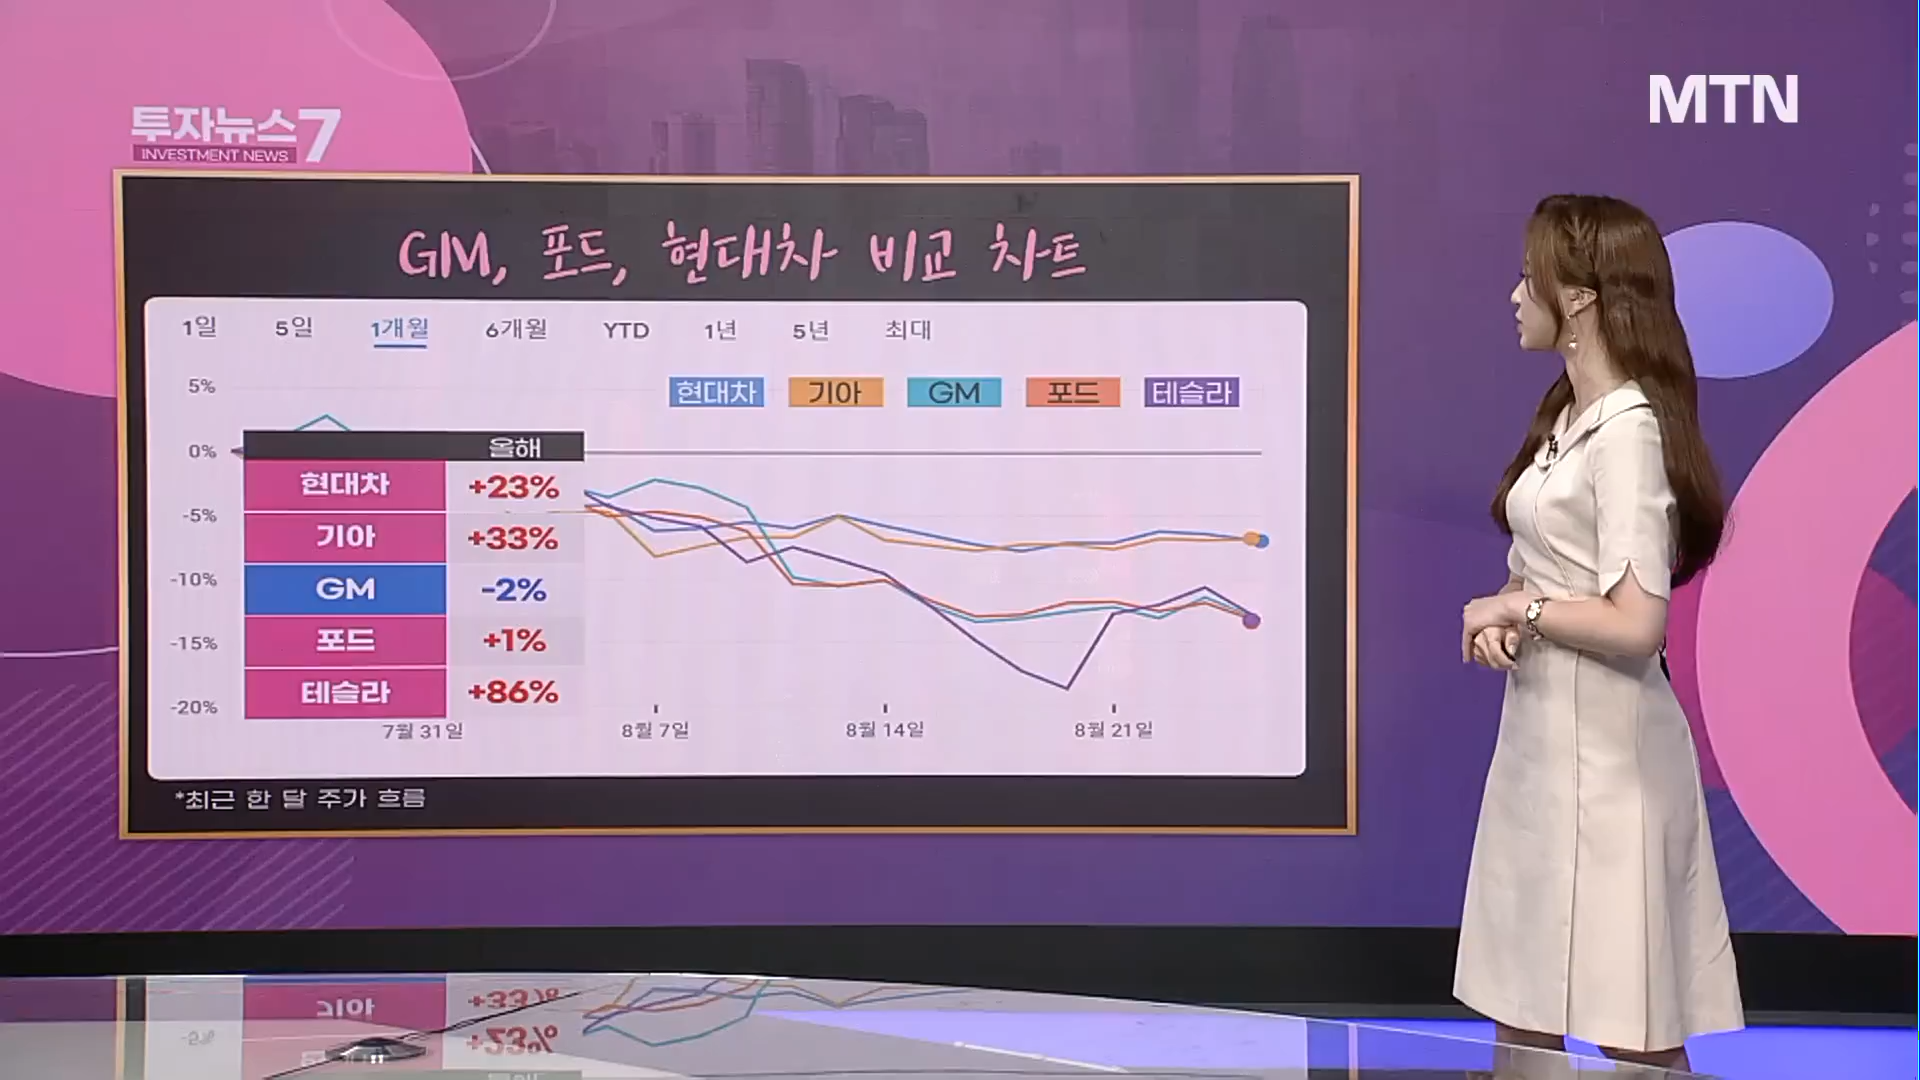 MTN
투자뉴스7
INVESTMENT NEWS
GM, 포드, 현대차 비교 차트
1일 5일 1개월 6개월 YTD 1년 5년 최대
현대차 기아 GM 포드 테슬라
5%
0%
-5%
-10%
-15%
-20%
올해
현대차 +23%
기아 +33%
GM -2%
포드 +1%
테슬라 +86%
7월 31일 8월 7일 8월 14일 8월 21일
*최근 한 달 주가 흐름